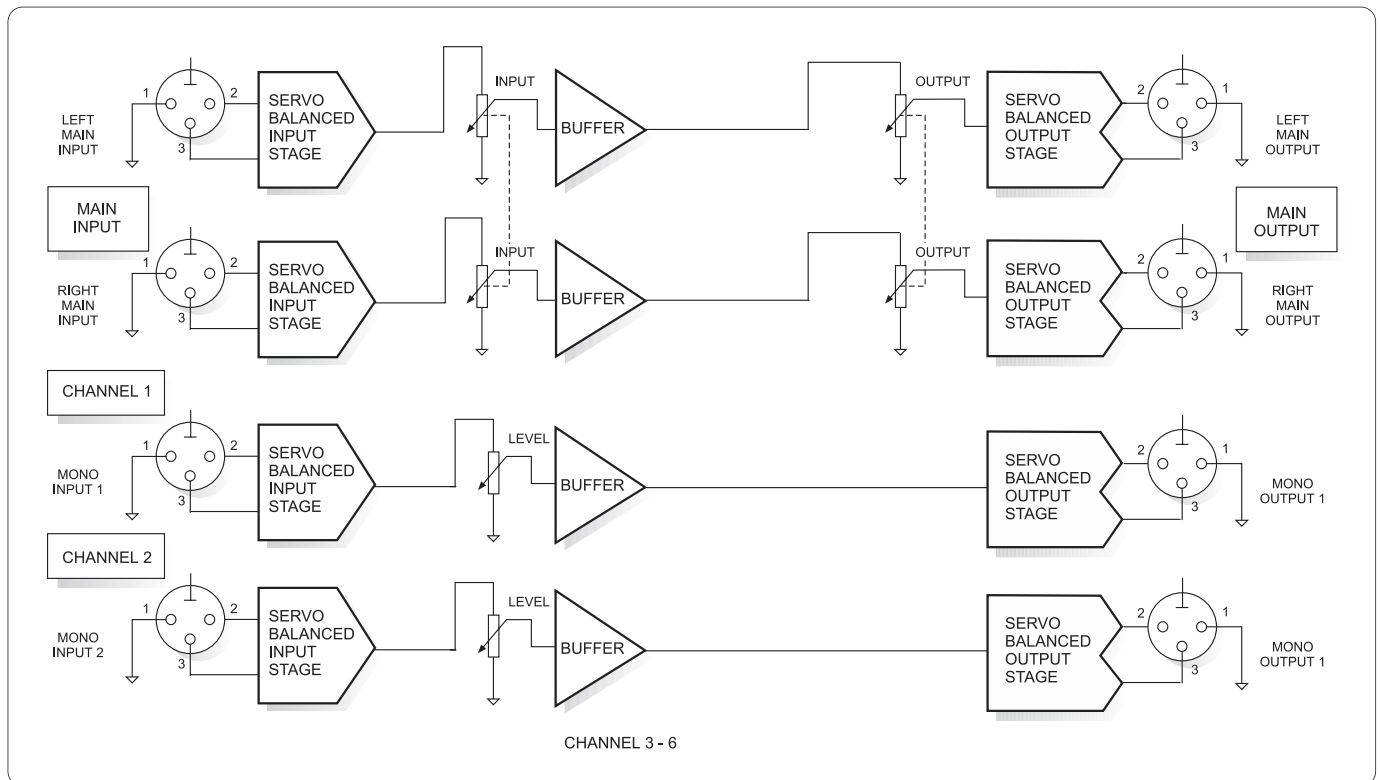 1
2
3
LEFT
MAIN
INPUT
SERVO
BALANCED
INPUT
STAGE
INPUT
BUFFER
OUTPUT
SERVO
BALANCED
OUTPUT
STAGE
2
1
3
LEFT
MAIN
OUTPUT
MAIN
INPUT
MAIN
OUTPUT
1
2
3
RIGHT
MAIN
INPUT
SERVO
BALANCED
INPUT
STAGE
INPUT
BUFFER
OUTPUT
SERVO
BALANCED
OUTPUT
STAGE
2
1
3
RIGHT
MAIN
OUTPUT
CHANNEL 1
1
2
3
MONO
INPUT 1
SERVO
BALANCED
INPUT
STAGE
LEVEL
BUFFER
SERVO
BALANCED
OUTPUT
STAGE
2
1
3
MONO
OUTPUT 1
CHANNEL 2
1
2
3
MONO
INPUT 2
SERVO
BALANCED
INPUT
STAGE
LEVEL
BUFFER
SERVO
BALANCED
OUTPUT
STAGE
2
1
3
MONO
OUTPUT 1
CHANNEL 3 - 6